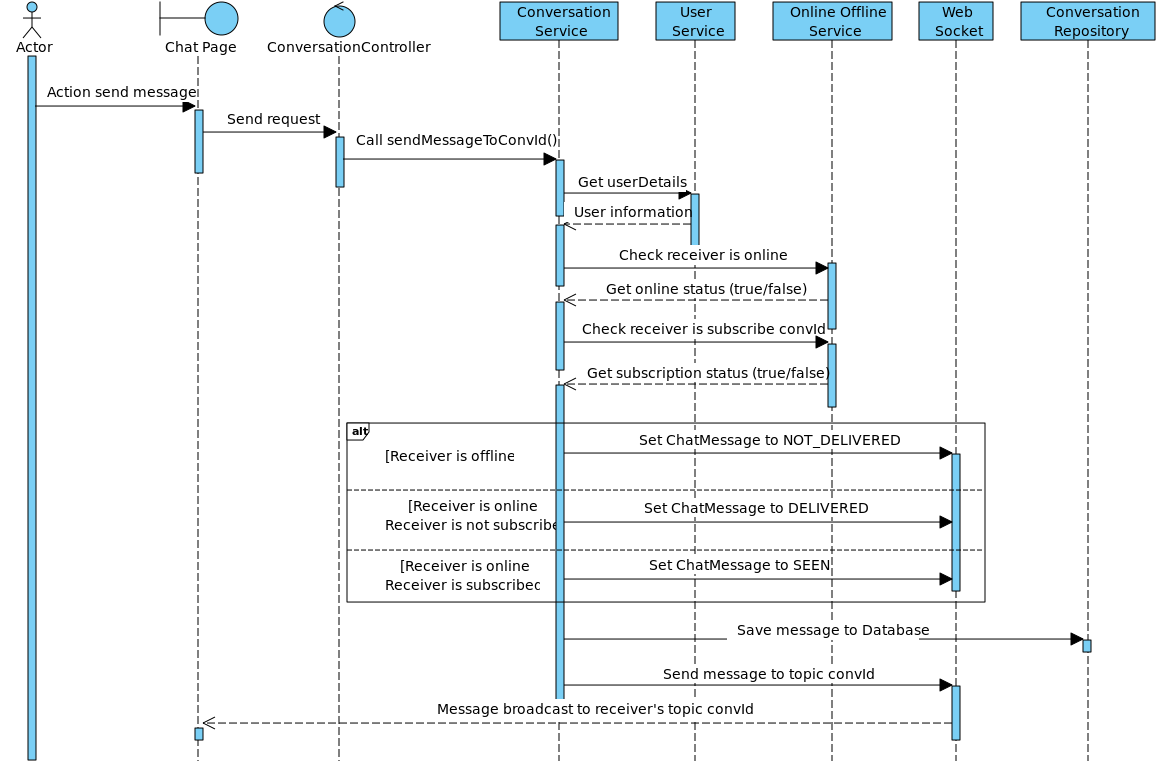 Conversation
Service
User
Service
Online Offline
Service
Web
Socket
Conversation
Repository
Actor
Chat Page
ConversationController
Action send message
Send request
Call sendMessageToConvId()
Get userDetails
User information
Check receiver is online
Get online status (true/false)
Check receiver is subscribe convId
Get subscription status (true/false)
alt
Set ChatMessage to NOT_DELIVERED
[Receiver is offline
[Receiver is online
Receiver is not subscribe
Set ChatMessage to DELIVERED
[Receiver is online
Receiver is subscribed
Set ChatMessage to SEEN
Save message to Database
Send message to topic convId
Message broadcast to receiver's topic convId